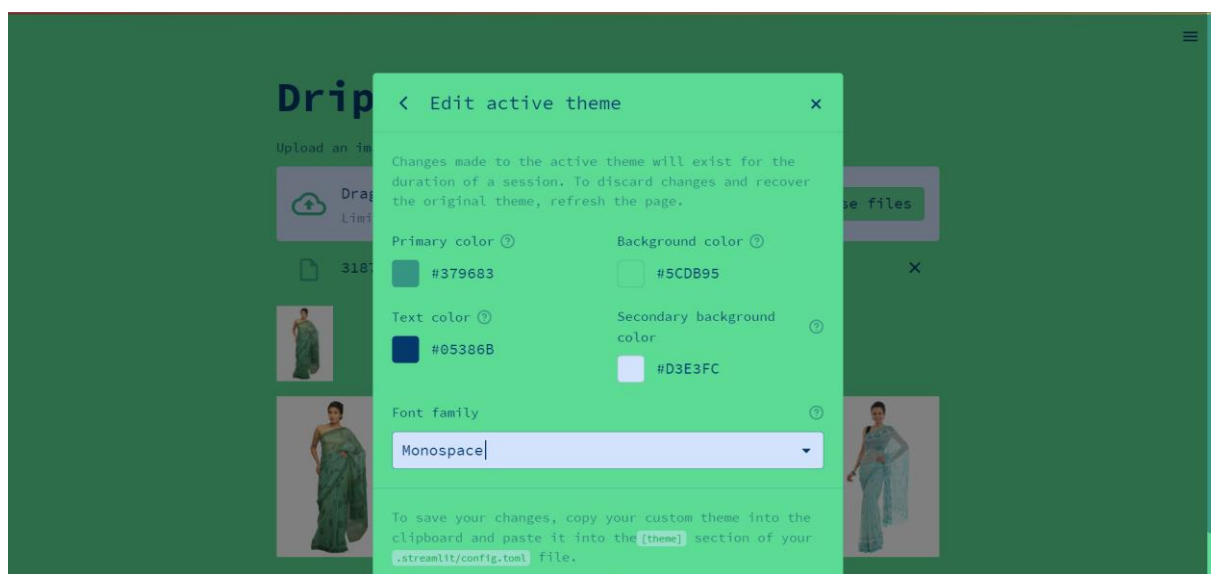 Drip
< Edit active theme ×
Upload an im
Changes made to the active theme will exist for the
duration of a session. To discard changes and recover
the original theme, refresh the page.
Drag
Limi
se files
Primary color
Background color
3187
#379683
#5CDB95
Text color
Secondary background
color
#05386B
#D3E3FC
Font family
Monospace
To save your changes, copy your custom theme into the
clipboard and paste it into the [theme] section of your
.streamlit/config.toml file.